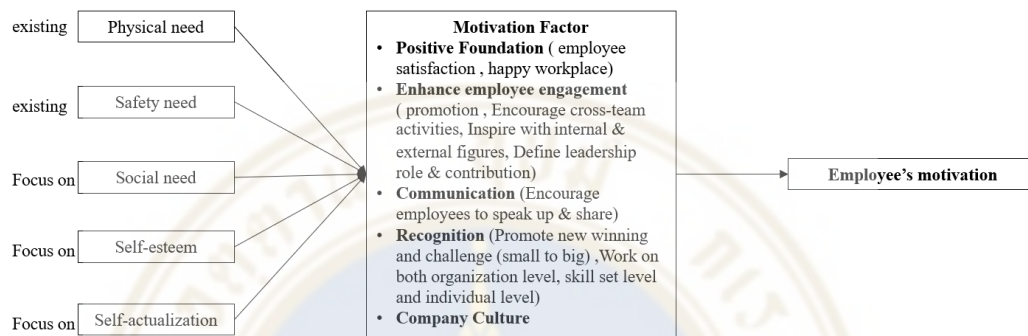 existing
Physical need
existing
Safety need
Focus on
Social need
Focus on
Self-esteem
Focus on
Self-actualization
Motivation Factor
• Positive Foundation ( employee
satisfaction , happy workplace)
• Enhance employee engagement
( promotion , Encourage cross-team
activities, Inspire with internal &
external figures, Define leadership
role & contribution)
• Communication (Encourage
employees to speak up & share)
• Recognition (Promote new winning
and challenge (small to big) ,Work on
both organization level, skill set level
and individual level)
• Company Culture
Employee's motivation